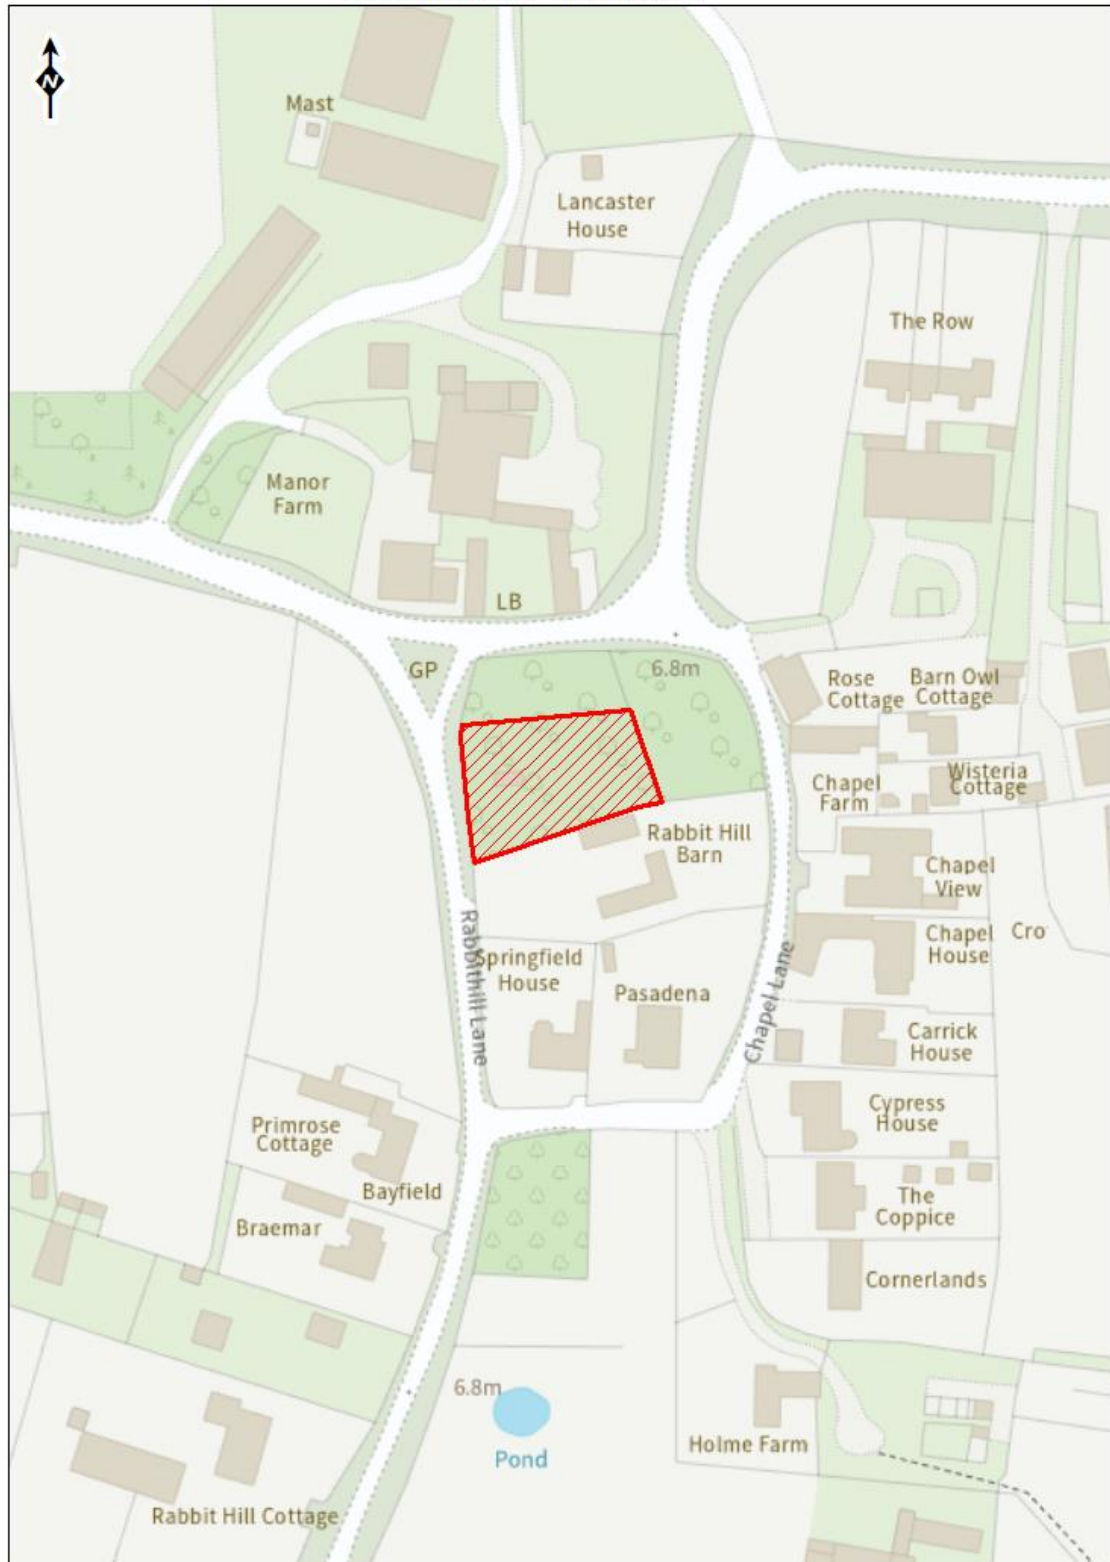 N
Mast
Lancaster
House
The Row
Manor
Farm
LB
GP
6.8m
Rose
Cottage
Barn Owl
Cottage
Wisteria
Cottage
Chapel
Farm
Rabbit Hill
Barn
Chapel
View
Rabbithill Lane
Chapel
House
Cro
Springfield
House
Pasadena
Chapel Lane
Carrick
House
Cypress
House
Primrose
Cottage
Bayfield
The
Coppice
Braemar
Cornerlands
6.8m
Pond
Holme Farm
Rabbit Hill Cottage